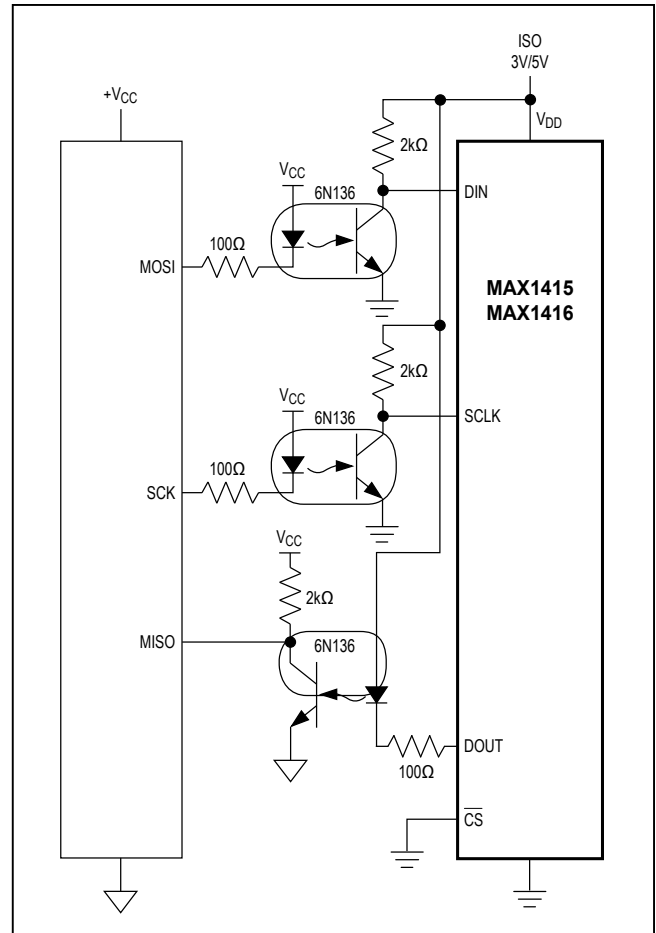 ISO
3V/5V
+VCC
VDD
2kΩ
VCC
6N136
DIN
100Ω
MOSI
MAX1415
MAX1416
2kΩ
VCC
6N136
SCLK
100Ω
SCK
VCC
2kΩ
MISO
6N136
DOUT
100Ω
CS